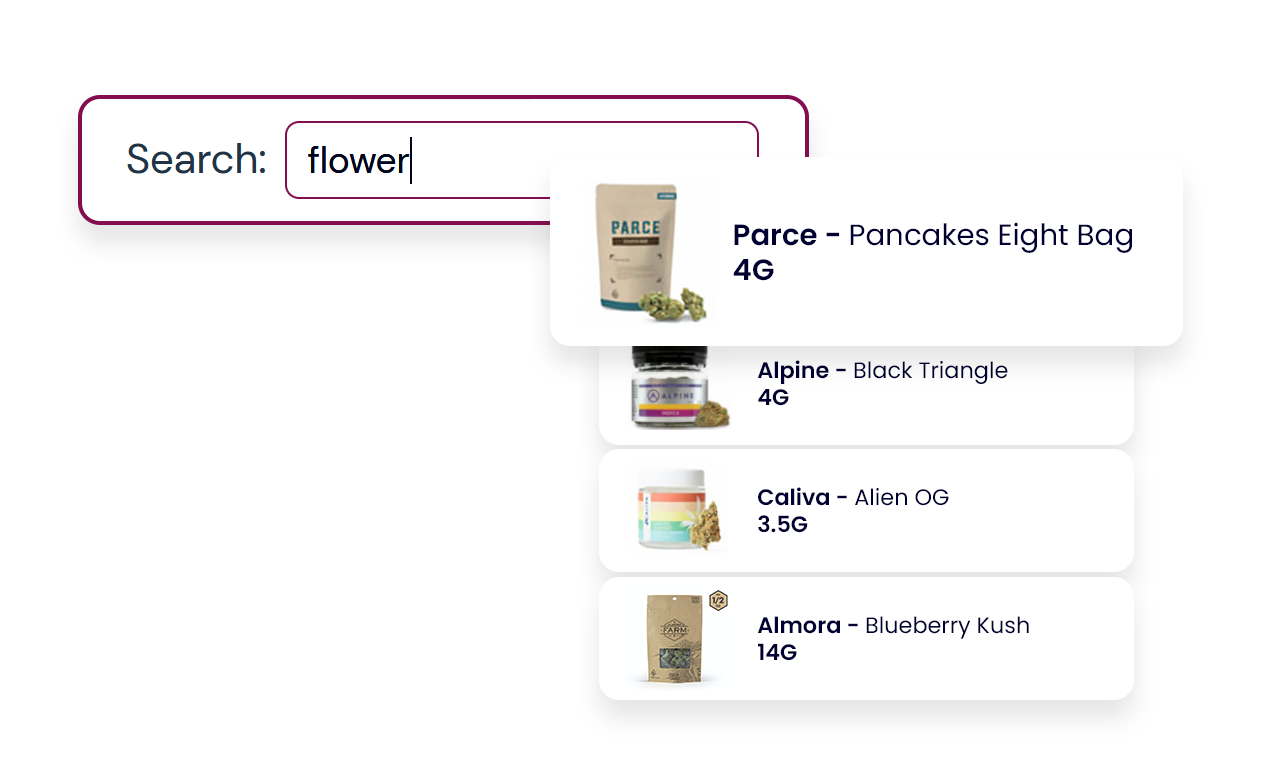 Search: flower
PARCE
Parce - Pancakes Eight Bag
4G
ALPINE
Alpine - Black Triangle
4G
Caliva - Alien OG
3.5G
1/2
FARM
Almora - Blueberry Kush
14G